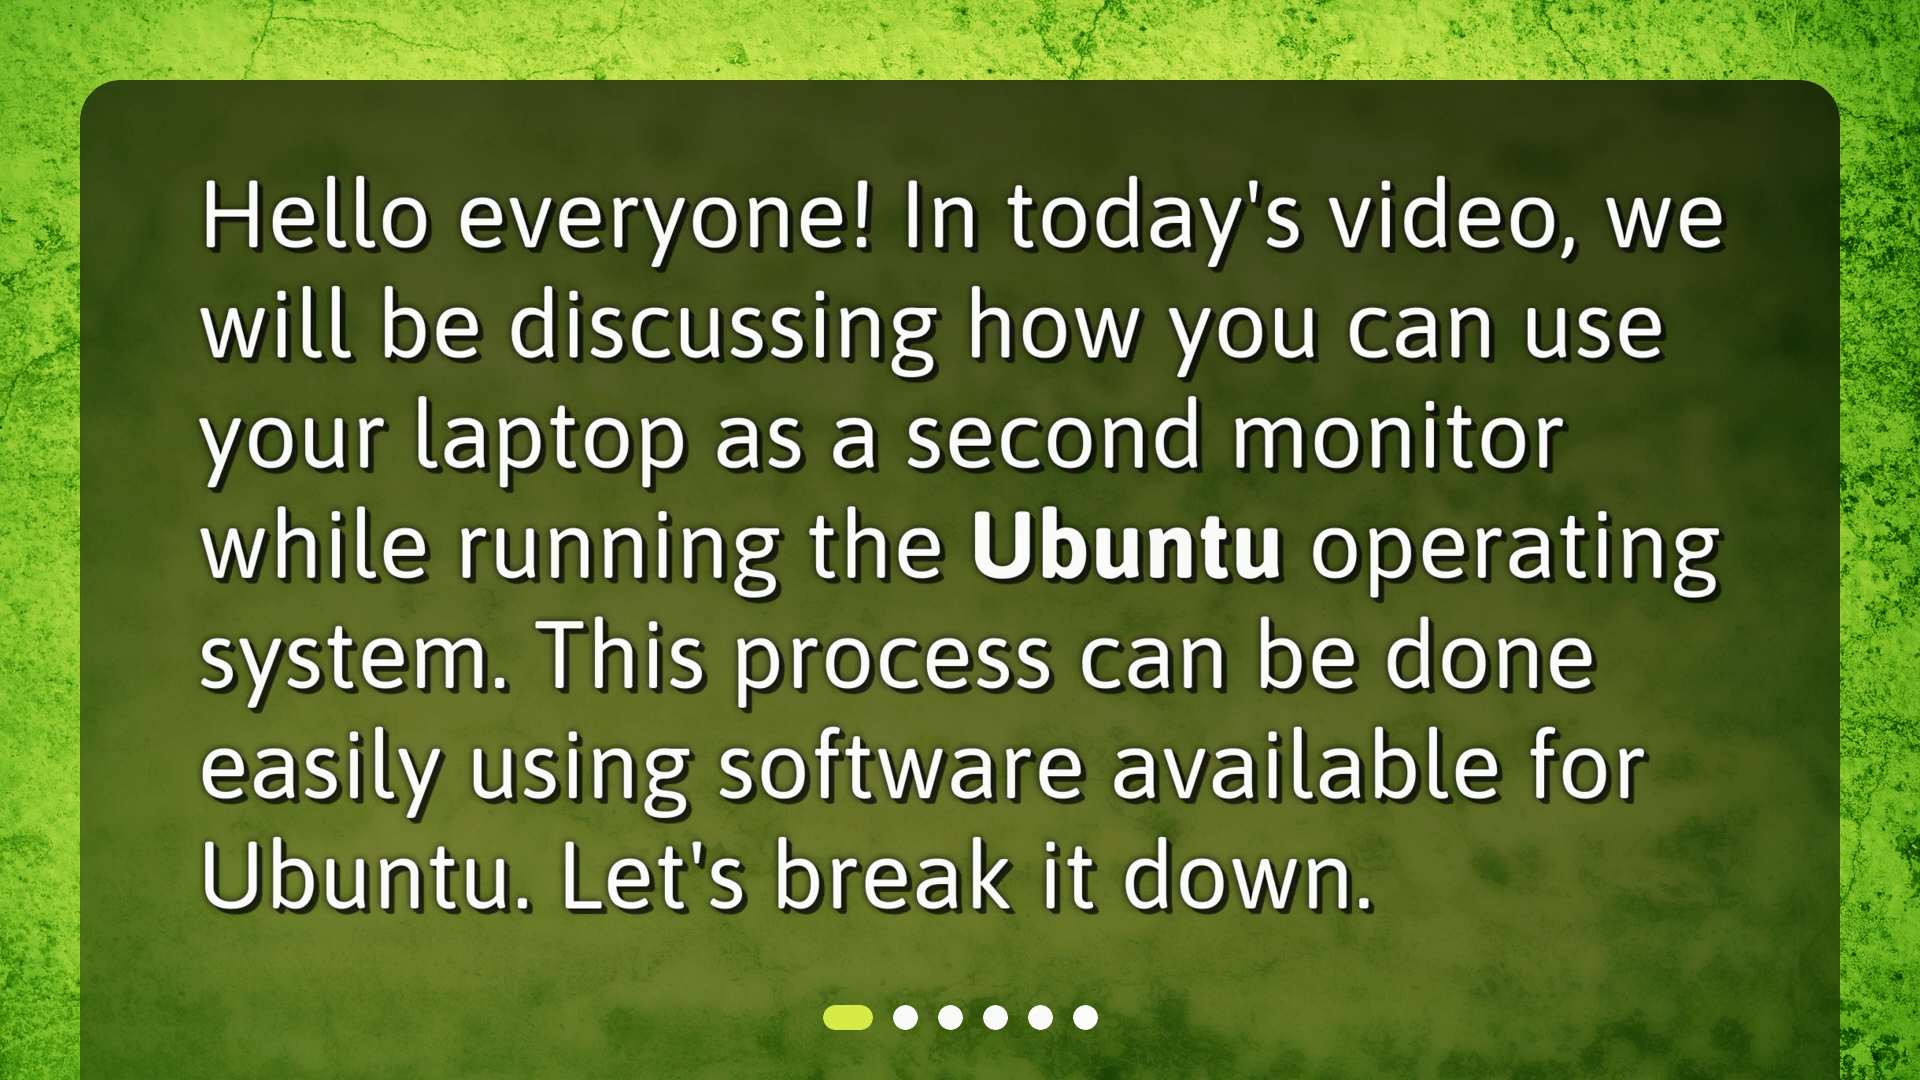 Hello everyone! In today's video, we
will be discussing how you can use
your laptop as a second monitor
while running the Ubuntu operating
system. This process can be done
easily using software available for
Ubuntu. Let's break it down.